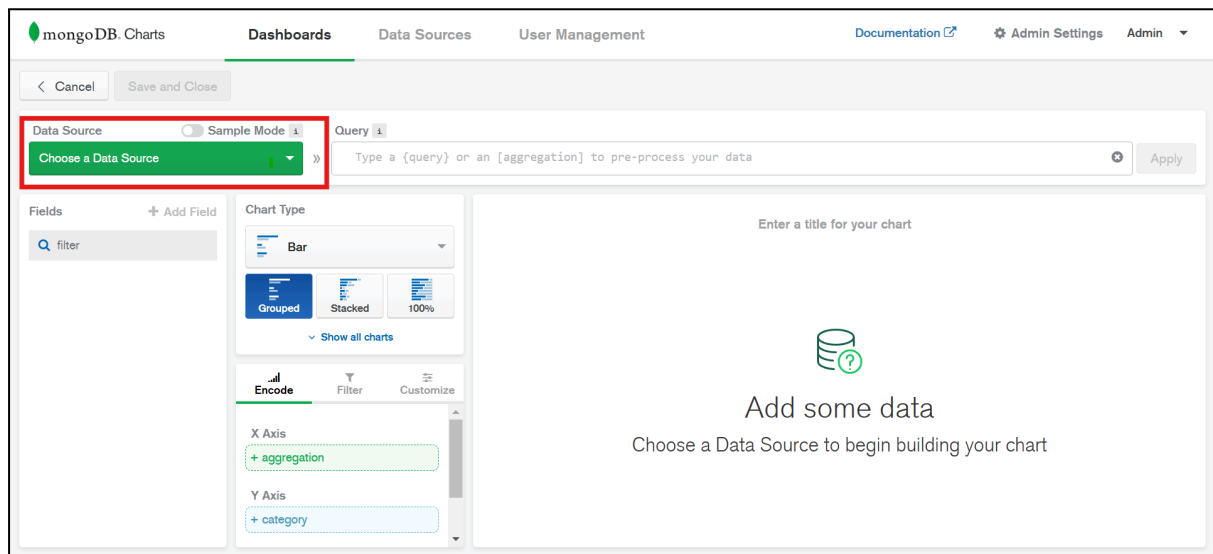 mongoDB. Charts Dashboards Data Sources User Management Documentation Admin Settings Admin
Cancel Save and Close
Data Source Sample Mode i Query i
Choose a Data Source » Type a {query} or an [aggregation] to pre-process your data Apply
Fields + Add Field
filter
Chart Type
Bar
Grouped Stacked 100%
Show all charts
Encode Filter Customize
X Axis
+ aggregation
Y Axis
+ category
Enter a title for your chart
?
Add some data
Choose a Data Source to begin building your chart